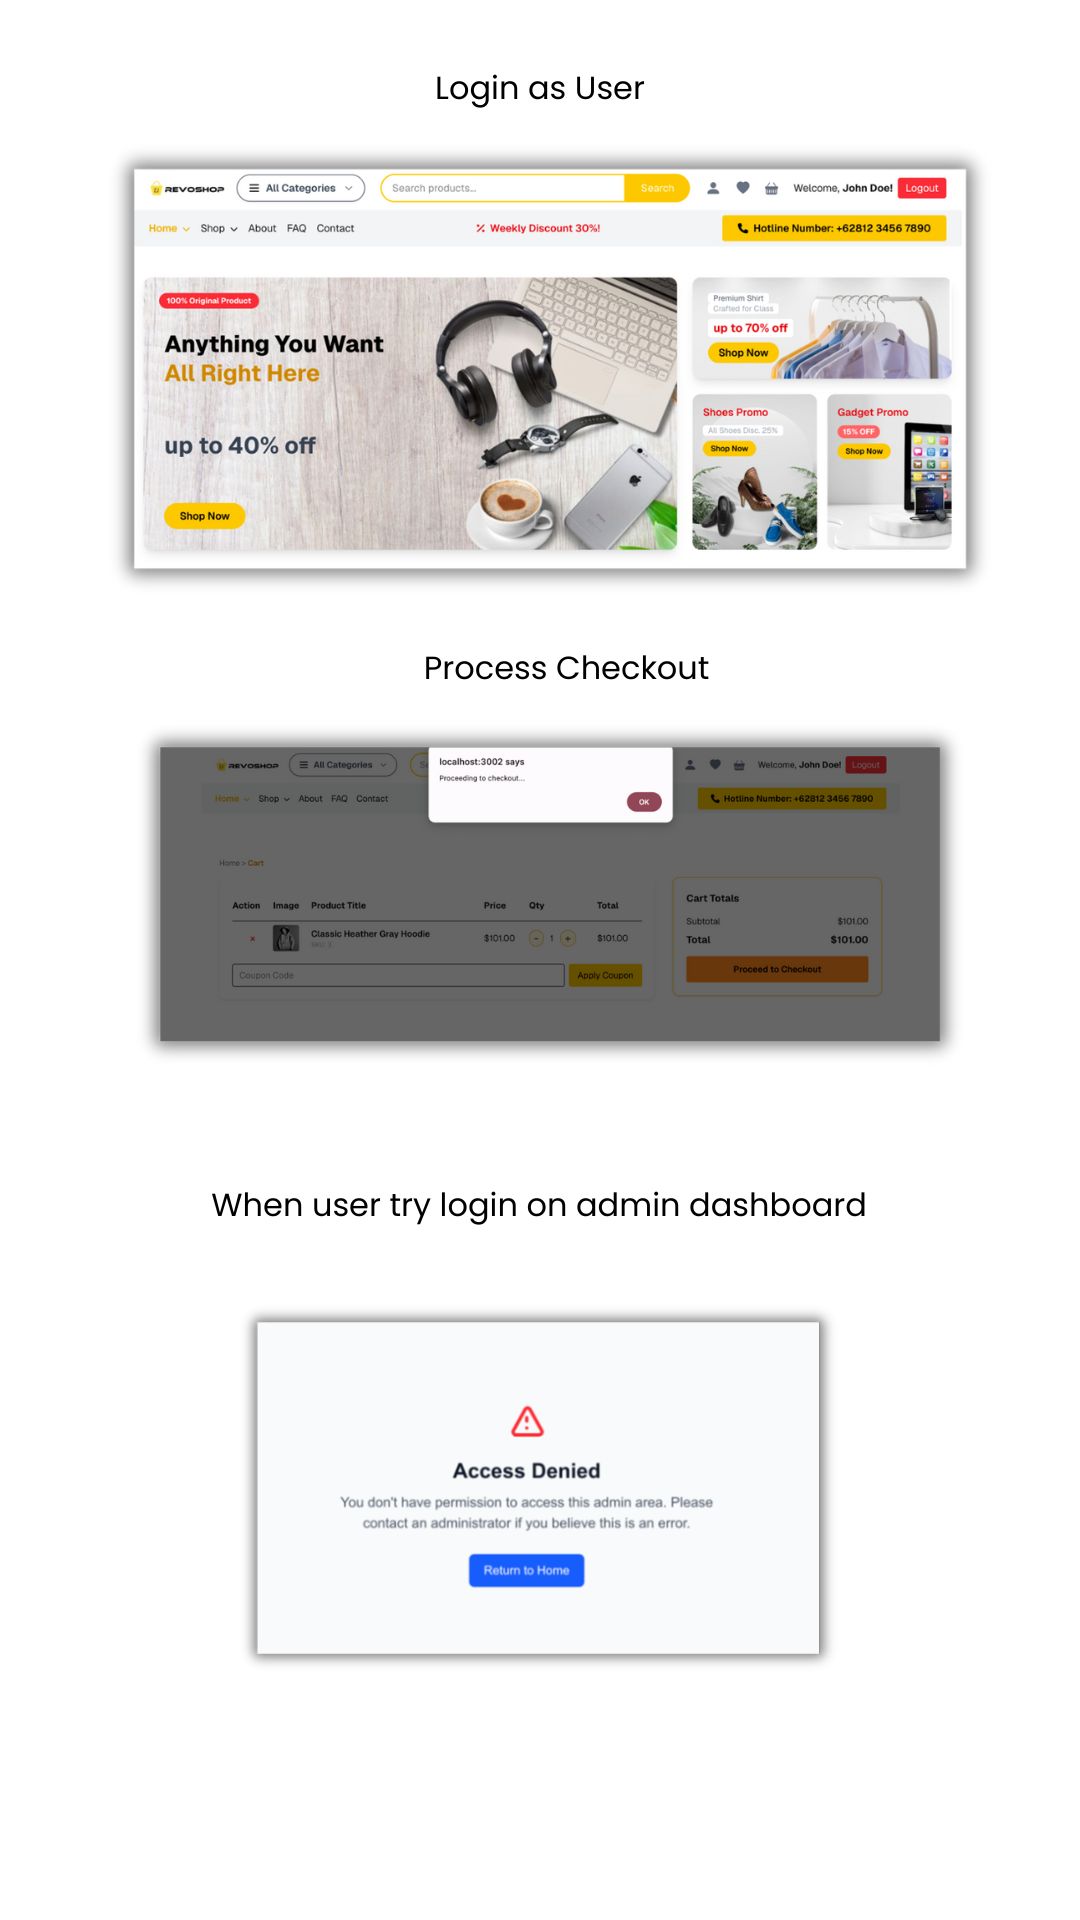 Login as User
REVOSHOP All Categories Search products... Search Welcome, John Doe! Logout
Home Shop About FAQ Contact Weekly Discount 30%! Hotline Number: +62812 3456 7890
100% Original Product
Anything You Want
All Right Here
up to 40% off
Shop Now
Premium Shirt
Crafted for Class
up to 70% off
Shop Now
Shoes Promo
All Shoes Disc. 25%
Shop Now
Gadget Promo
15% OFF
Shop Now
Process Checkout
REVOSHOP All Categories Welcome, John Doe! Logout
localhost:3002 says
Proceeding to checkout...
OK
Home Shop About FAQ Contact Hotline Number: +62812 3456 7890
Home > Cart
Action Image Product Title Price Qty Total
Classic Heather Gray Hoodie $101.00 - 1 + $101.00
Coupon Code Apply Coupon
Cart Totals
Subtotal $101.00
Total $101.00
Proceed to Checkout
When user try login on admin dashboard
Access Denied
You don't have permission to access this admin area. Please
contact an administrator if you believe this is an error.
Return to Home